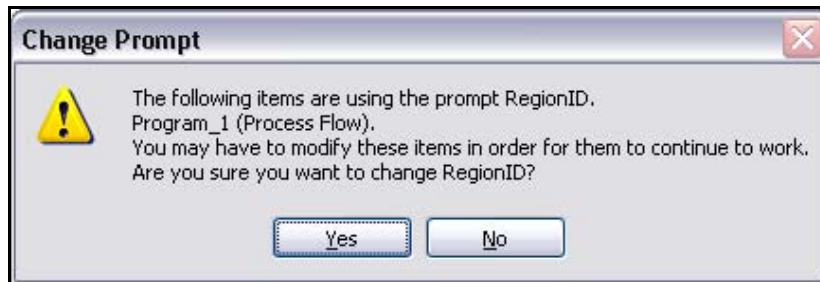 Change Prompt
The following items are using the prompt RegionID.
Program_1 (Process Flow).
You may have to modify these items in order for them to continue to work.
Are you sure you want to change RegionID?
Yes
No